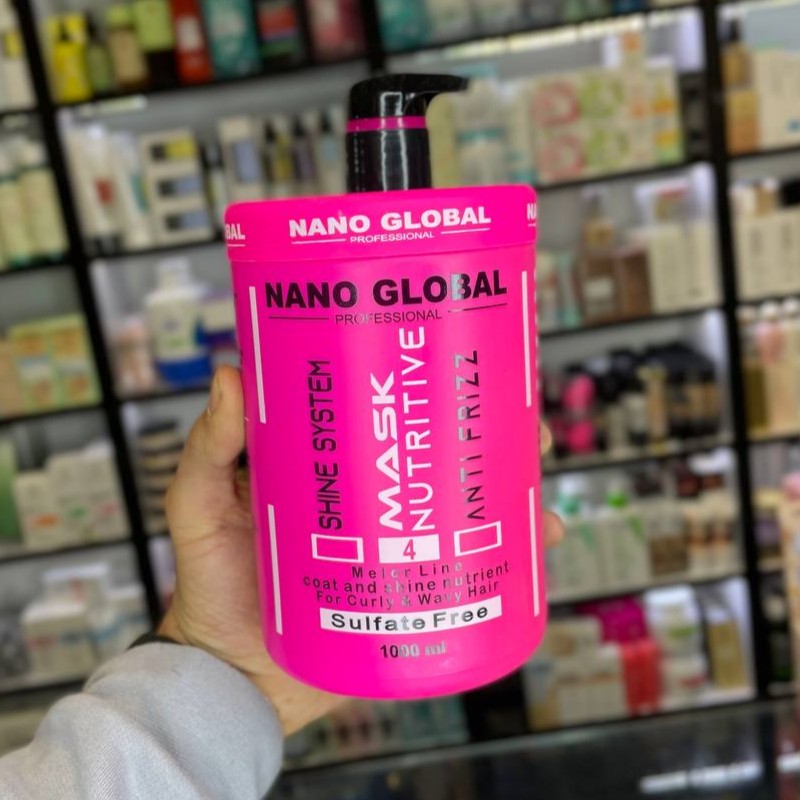 NANO GLOBAL
PROFESSIONAL
NANO GLOBAL
PROFESSIONAL
SHINE SYSTEM
MASK
NUTRITIVE
ANTI FRIZZ
4
Melor Line
coat and shine nutrient
For Curly & Wavy Hair
Sulfate Free
1000 ml